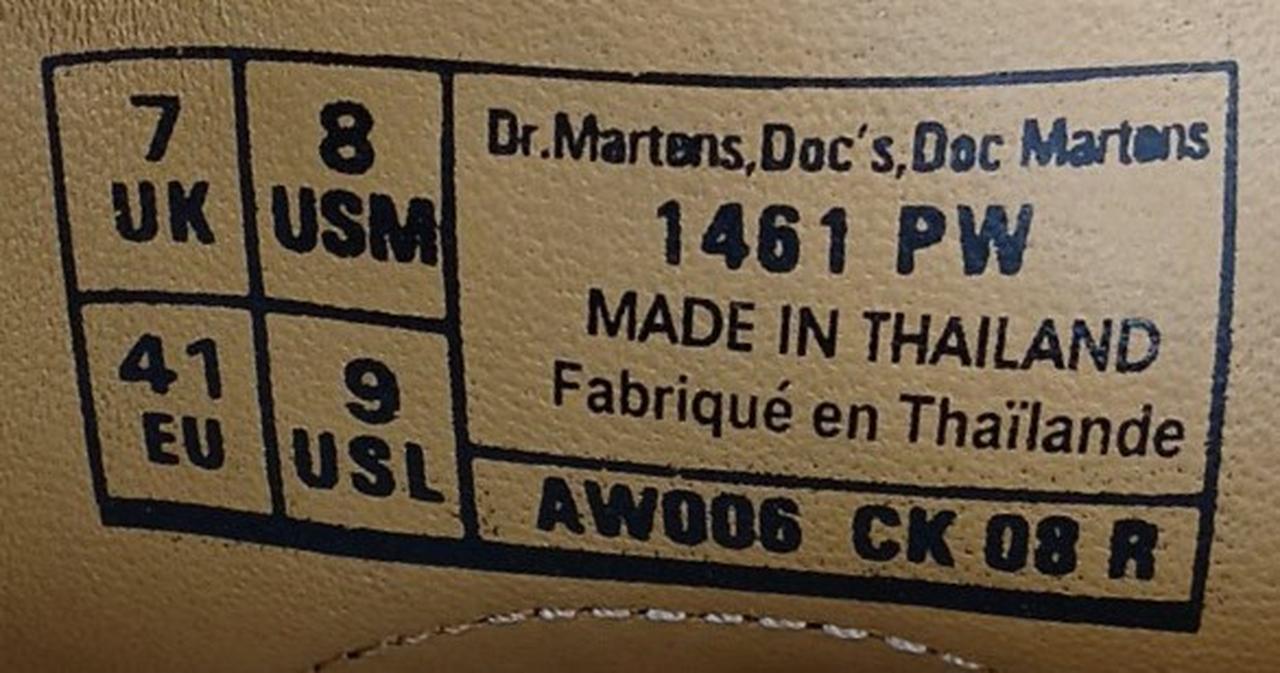 7
UK
8
USM
41
EU
9
USL
Dr.Martens,Doc's,Doc Martens
1461 PW
MADE IN THAILAND
Fabriqué en Thaïlande
AW006 CK 08 R